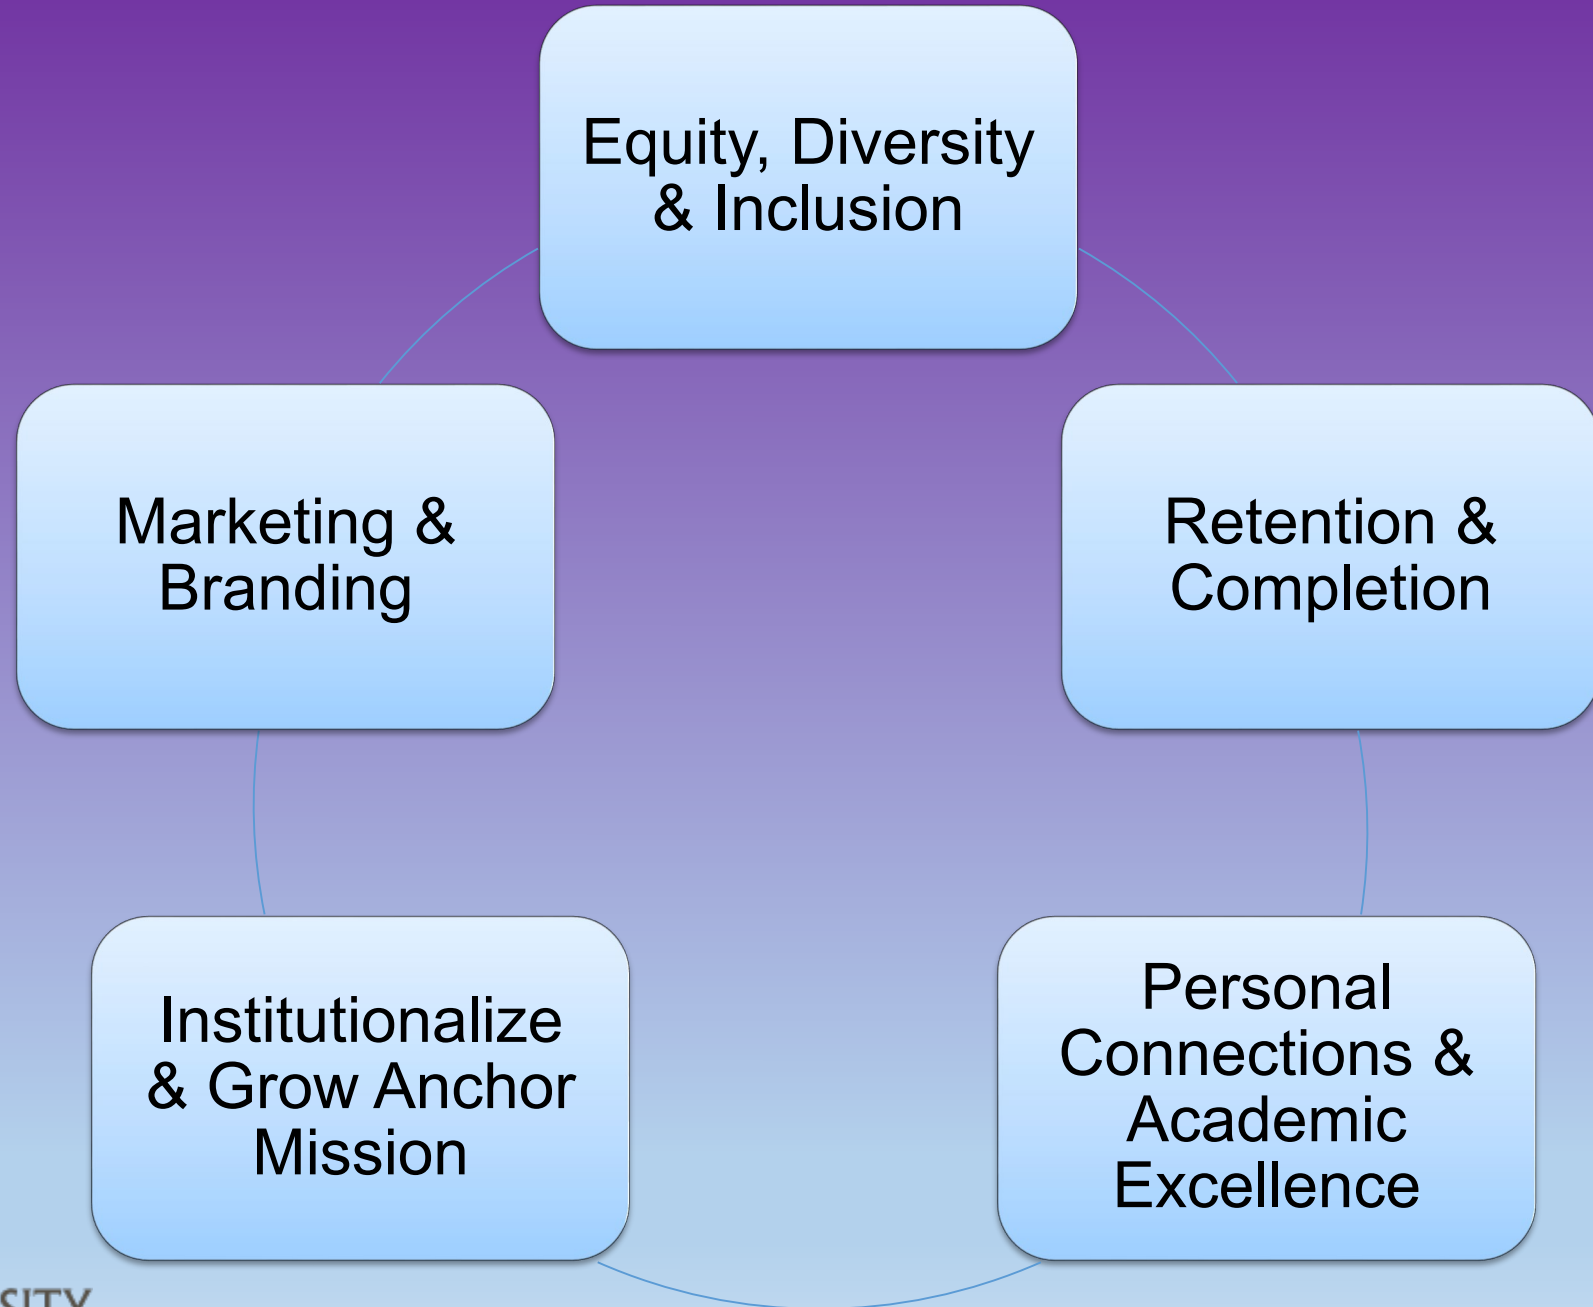 Equity, Diversity
& Inclusion
Marketing &
Branding
Retention &
Completion
Institutionalize
& Grow Anchor
Mission
Personal
Connections &
Academic
Excellence